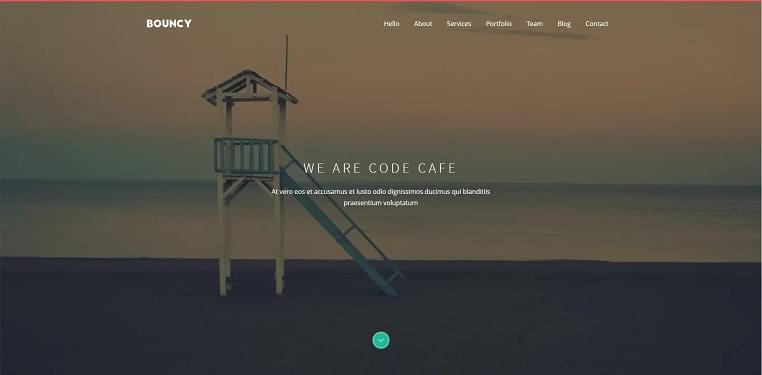 BOUNCY
Hello About Services Portfolio Team Blog Contact
WE ARE CODE CAFE
At vero eos et accusamus et iusto odio dignissimos ducimus qui blanditiis
praesentium voluptatum